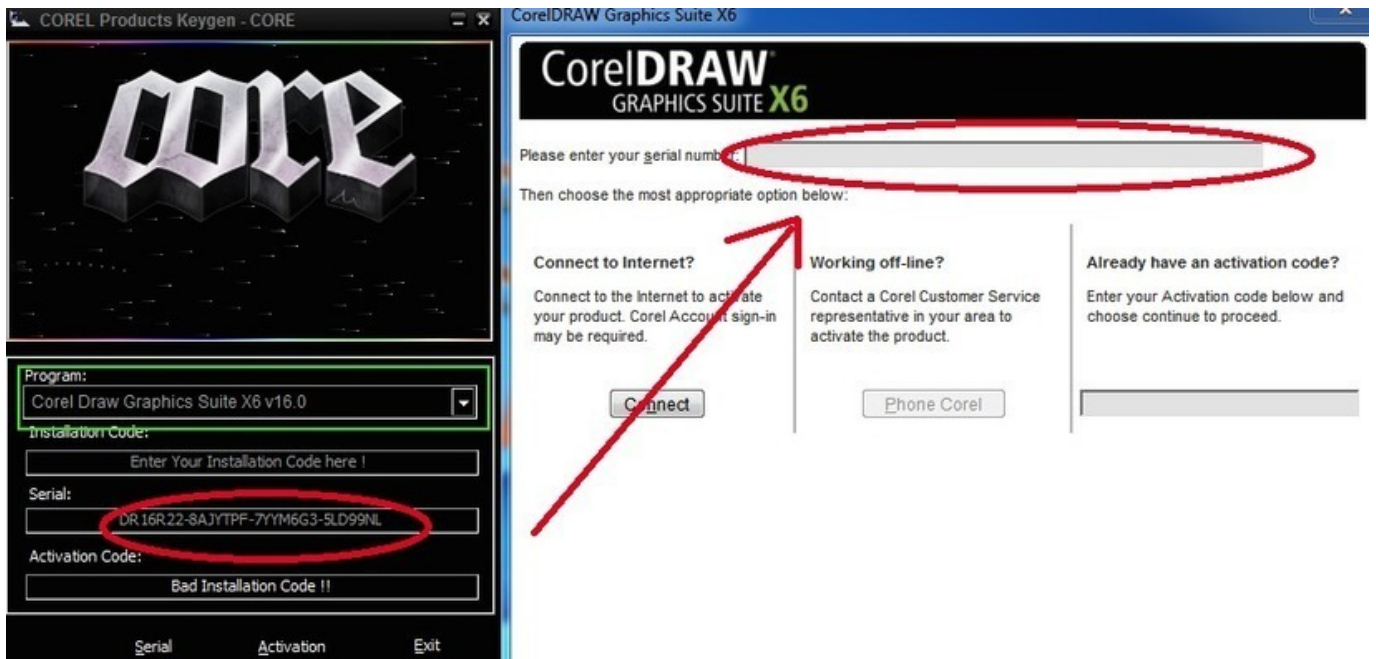 COREL Products Keygen - CORE
core
Program:
Corel Draw Graphics Suite X6 v16.0
Installation Code:
Enter Your Installation Code here !
Serial:
DR16R22-8AJYTPF-7YYM6G3-5LD99NL
Activation Code:
Bad Installation Code !!
Serial Activation Exit
CorelDRAW Graphics Suite X6
CorelDRAW
GRAPHICS SUITE X6
Please enter your serial number:
Then choose the most appropriate option below:
Connect to Internet?
Connect to the Internet to activate
your product. Corel Account sign-in
may be required.
Connect
Working off-line?
Contact a Corel Customer Service
representative in your area to
activate the product.
Phone Corel
Already have an activation code?
Enter your Activation code below and
choose continue to proceed.